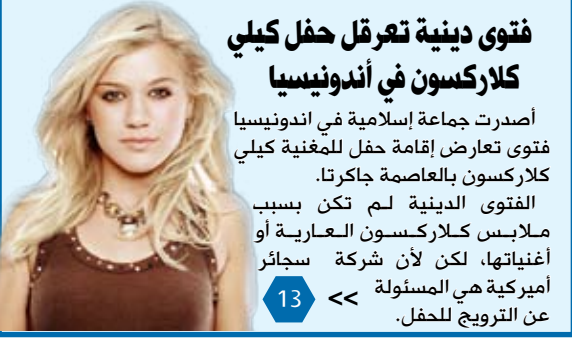 فتوى دينية تعرقل حفل كيلي
كلاركسون في أندونيسيا
أصدرت جماعة إسلامية في اندونيسيا
فتوى تعارض إقامة حفل للمغنية كيلي
كلاركسون بالعاصمة جاكرتا.
الفتوى الدينية لم تكن بسبب
ملابس كلاركسون العارية أو
أغنياتها، لكن لأن شركة سجائر
أميركية هي المسئولة
عن الترويج للحفل.
>> 13